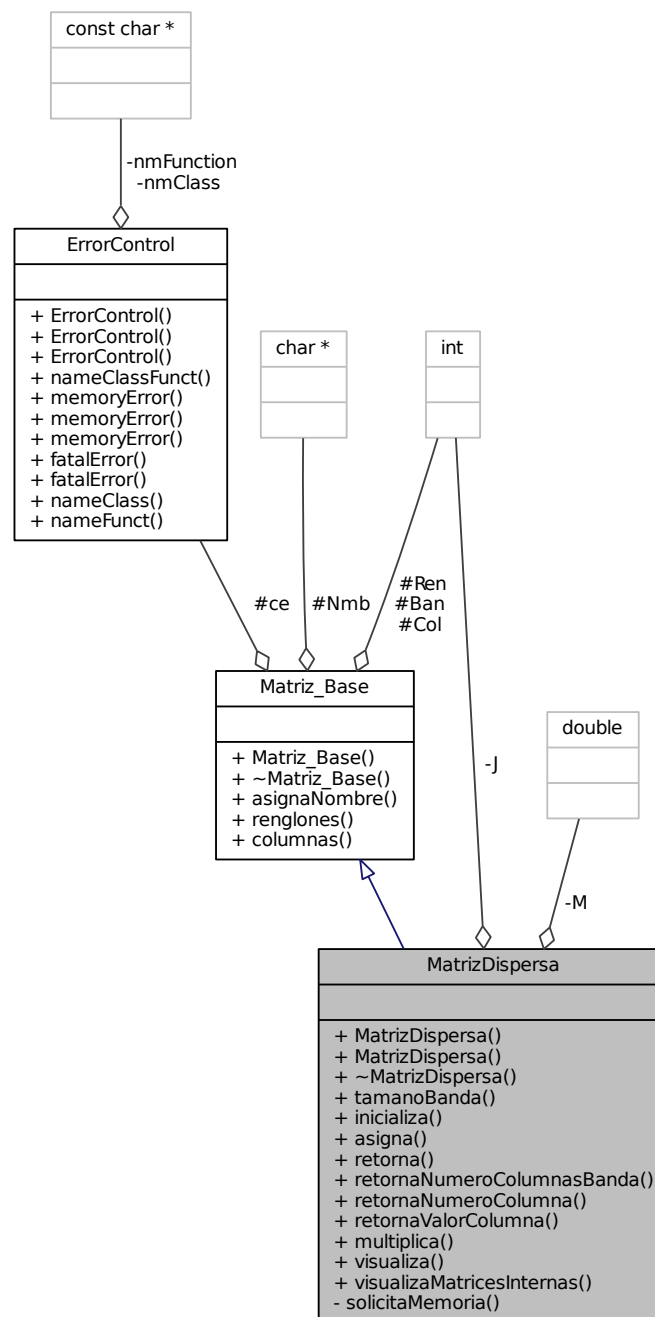 const char *
-nmFunction
-nmClass
ErrorControl
+ ErrorControl()
+ ErrorControl()
+ ErrorControl()
+ nameClassFunct()
+ memoryError()
+ memoryError()
+ memoryError()
+ fatalError()
+ fatalError()
+ nameClass()
+ nameFunct()
char *
int
#ce
#Nmb
#Ren
#Ban
#Col
Matriz_Base
+ Matriz_Base()
+ ~Matriz_Base()
+ asignaNombre()
+ renglones()
+ columnas()
double
-J
-M
MatrizDispersa
+ MatrizDispersa()
+ MatrizDispersa()
+ ~MatrizDispersa()
+ tamanoBanda()
+ inicializa()
+ asigna()
+ retorna()
+ retornaNumeroColumnasBanda()
+ retornaNumeroColumna()
+ retornaValorColumna()
+ multiplica()
+ visualiza()
+ visualizaMatricesInternas()
- solicitaMemoria()